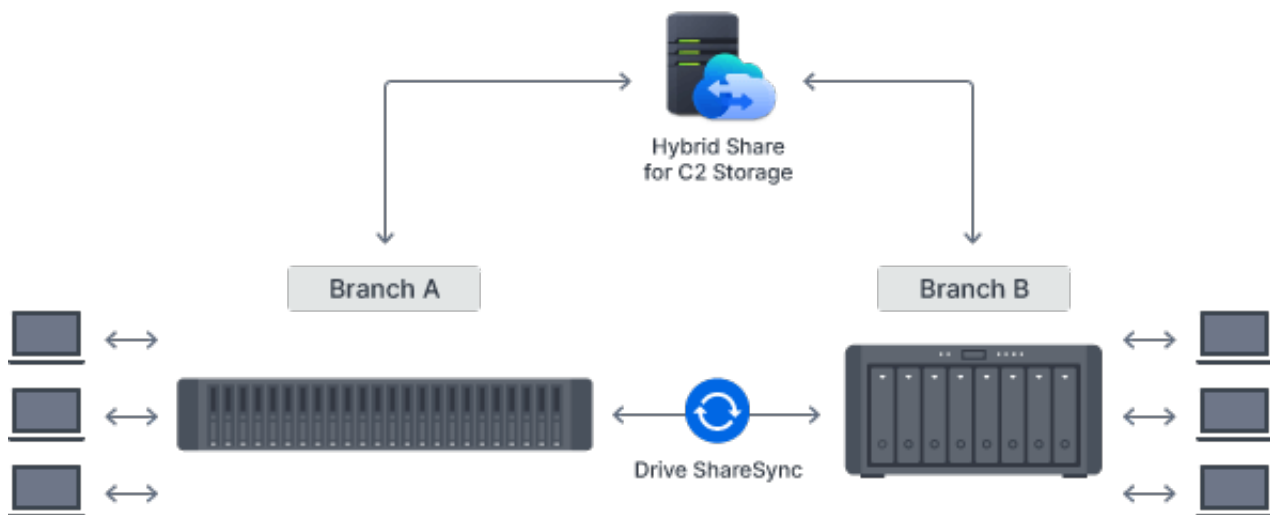 Hybrid Share
for C2 Storage
Branch A
Branch B
Drive ShareSync